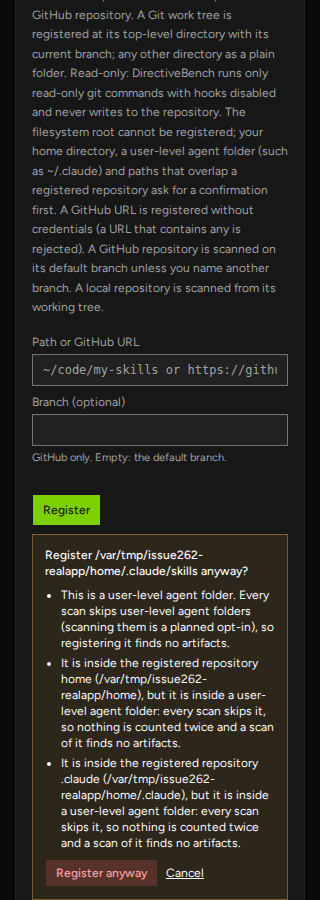 GitHub repository. A Git work tree is
registered at its top-level directory with its
current branch; any other directory as a plain
folder. Read-only: DirectiveBench runs only
read-only git commands with hooks disabled
and never writes to the repository. The
filesystem root cannot be registered; your
home directory, a user-level agent folder (such
as ~/.claude) and paths that overlap a
registered repository ask for a confirmation
first. A GitHub URL is registered without
credentials (a URL that contains any is
rejected). A GitHub repository is scanned on
its default branch unless you name another
branch. A local repository is scanned from its
working tree.
Path or GitHub URL
~/code/my-skills or https://githu
Branch (optional)
GitHub only. Empty: the default branch.
Register
Register /var/tmp/issue262-
realapp/home/.claude/skills anyway?
• This is a user-level agent folder. Every
scan skips user-level agent folders
(scanning them is a planned opt-in), so
registering it finds no artifacts.
• It is inside the registered repository
home (/var/tmp/issue262-
realapp/home), but it is inside a user-
level agent folder: every scan skips it,
so nothing is counted twice and a scan
of it finds no artifacts.
• It is inside the registered repository
.claude (/var/tmp/issue262-
realapp/home/.claude), but it is inside
a user-level agent folder: every scan
skips it, so nothing is counted twice
and a scan of it finds no artifacts.
Register anyway Cancel